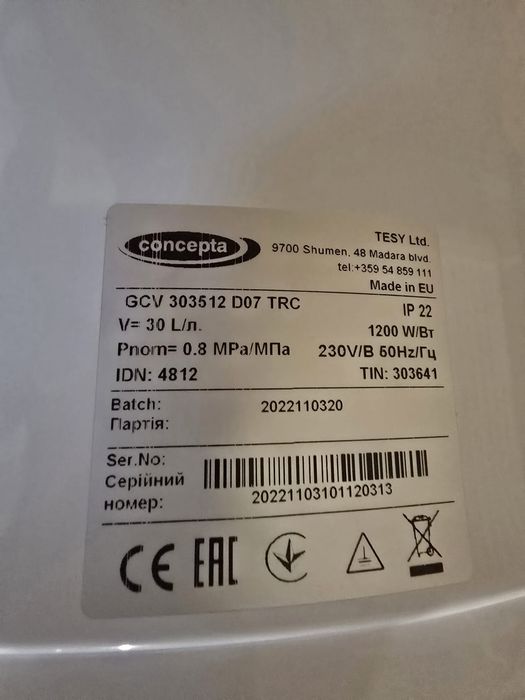 concepta
TESY Ltd.
9700 Shumen, 48 Madara blvd.
tel:+359 54 859 111
Made in EU
GCV 303512 D07 TRC
IP 22
V= 30 L/л.
1200 W/Вт
Pnom= 0.8 MPa/МПа
230V/В 50Hz/Гц
IDN: 4812
TIN: 303641
Batch:
2022110320
Партія:
Ser.No:
Серійний
номер:
20221103101120313
CE EAC